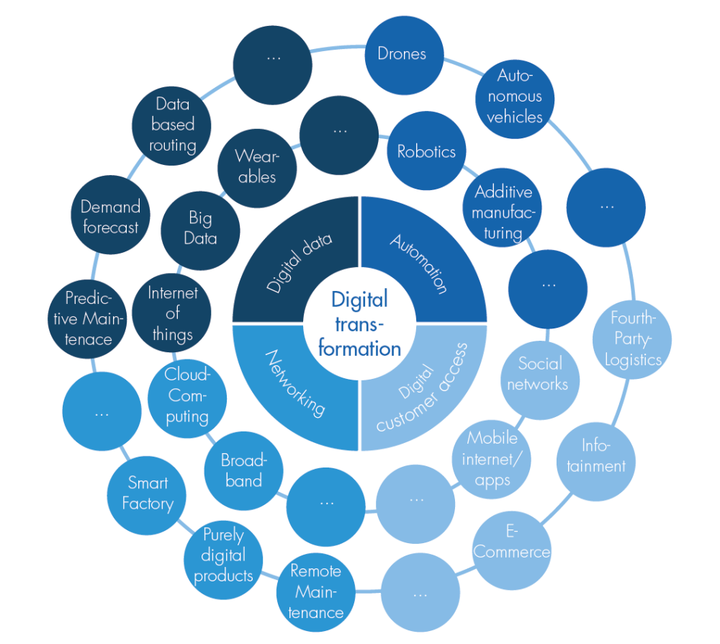 ...
Drones
Auto-
nomous
vehicles
Data
based
routing
...
Wear-
ables
Robotics
Additive
manufac-
turing
...
Demand
forecast
Big
Data
Digital data
Automation
Digital
trans-
formation
Networking
Digital
customer access
...
Predic-
tive Main-
tenace
Internet
of
things
Fourth-
Party-
Logistics
Social
networks
Cloud-
Com-
puting
...
Mobile
internet/
apps
Info-
tainment
Broad-
band
...
...
Smart
Factory
E-
Commerce
Purely
digital
products
Remote
Main-
tenance
...